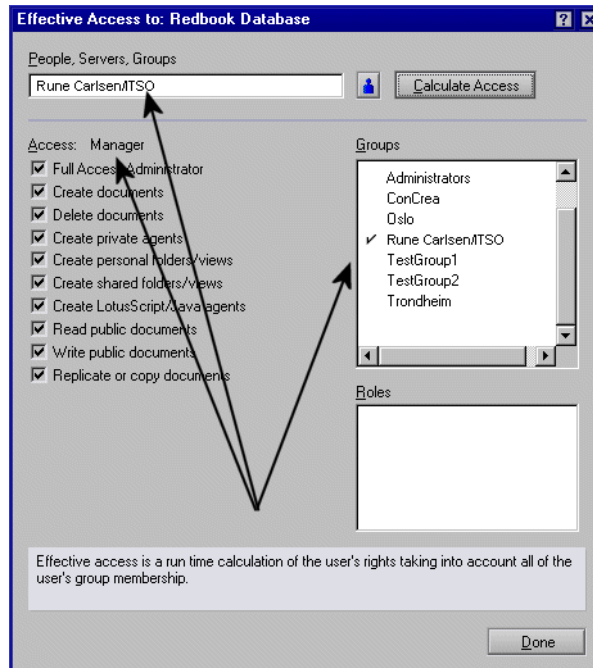 Effective Access to: Redbook Database
People, Servers, Groups
Rune Carlsen/ITSO
Calculate Access
Access: Manager
Full Access Administrator
Create documents
Delete documents
Create private agents
Create personal folders/views
Create shared folders/views
Create LotusScript/Java agents
Read public documents
Write public documents
Replicate or copy documents
Groups
Administrators
ConCrea
Oslo
Rune Carlsen/ITSO
TestGroup1
TestGroup2
Trondheim
Roles
Effective access is a run time calculation of the user's rights taking into account all of the
user's group membership.
Done